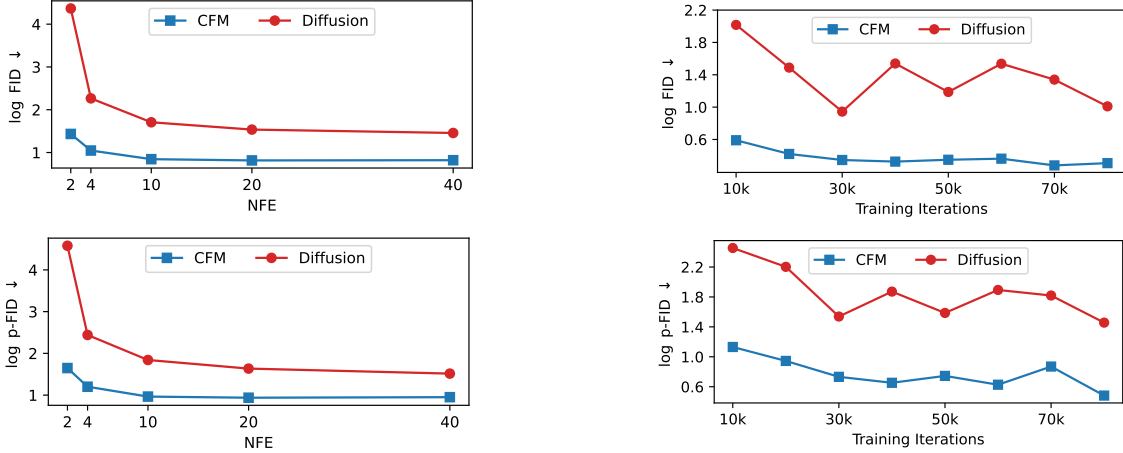 log FID ↓
4
3
2
1
CFM Diffusion
2 4 10 20 40
NFE
log FID ↓
2.2
1.8
1.4
1.0
0.6
CFM Diffusion
10k 30k 50k 70k
Training Iterations
log p-FID ↓
4
3
2
1
CFM Diffusion
2 4 10 20 40
NFE
log p-FID ↓
2.2
1.8
1.4
1.0
0.6
CFM Diffusion
10k 30k 50k 70k
Training Iterations